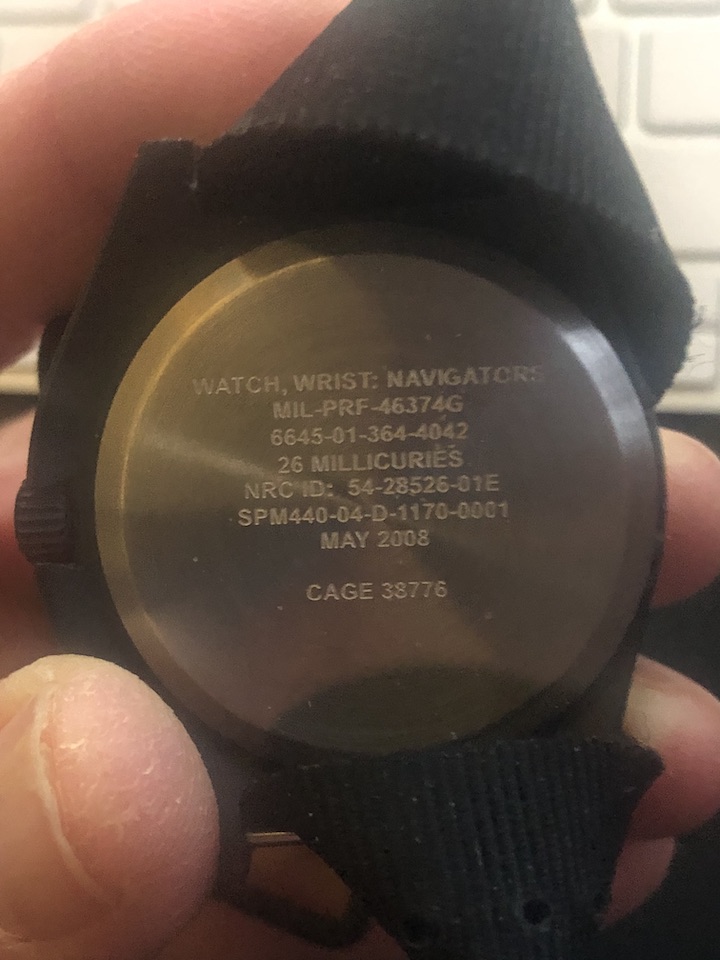 WATCH, WRIST: NAVIGATORS
MIL-PRF-46374G
6645-01-364-4042
26 MILLICURIES
NRC ID: 54-28526-01E
SPM440-04-D-1170-0001
MAY 2008
CAGE 38776